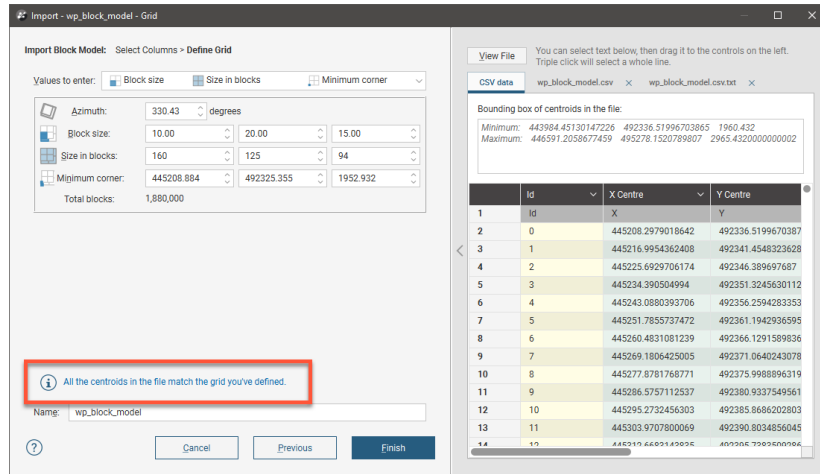 Import - wp_block_model - Grid
Import Block Model: Select Columns > Define Grid
Values to enter: Block size Size in blocks Minimum corner
Azimuth: 330.43 degrees
Block size: 10.00 20.00 15.00
Size in blocks: 160 125 94
Minimum corner: 445208.884 492325.355 1952.932
Total blocks: 1,880,000
All the centroids in the file match the grid you've defined.
Name: wp_block_model
? Cancel Previous Finish
View File You can select text below, then drag it to the controls on the left.
Triple click will select a whole line.
CSV data wp_block_model.csv × wp_block_model.csv.txt ×
Bounding box of centroids in the file:
Minimum: 443984.45130147226 492336.51996703865 1960.432
Maximum: 446591.2058677459 495278.1520789807 2965.4320000000002
Id X Centre Y Centre
1 Id X Y
2 0 445208.2979018642 492336.519967038
3 1 445216.9954362408 492341.4548323628
4 2 445225.6929706174 492346.389697687
5 3 445234.390504994 492351.3245630112
6 4 445243.0880393706 492356.2594283353
7 5 445251.7855737472 492361.1942936595
8 6 445260.4831081239 492366.1291589836
9 7 445269.1806425005 492371.0640243078
10 8 445277.8781768771 492375.9988896319
11 9 445286.5757112537 492380.9337549561
12 10 445295.2732456303 492385.8686202803
13 11 445303.9707800069 492390.8034856045
14 12 445312.6683143835 492395.7383509286